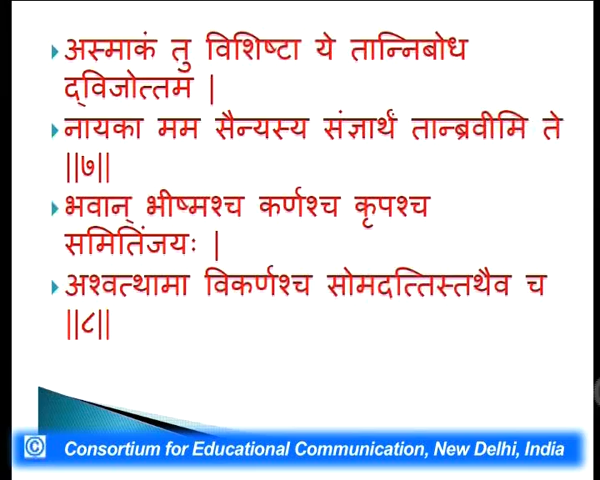 अस्माकं तु विशिष्टा ये तान्निबोध
द्विजोत्तम |
नायका मम सैन्यस्य संज्ञार्थं तान्ब्रवीमि ते
||७||
भवान् भीष्मश्च कर्णश्च कृपश्च
समितिंजयः |
अश्वत्थामा विकर्णश्च सोमदत्तिस्तथैव च
||८||
© Consortium for Educational Communication, New Delhi, India